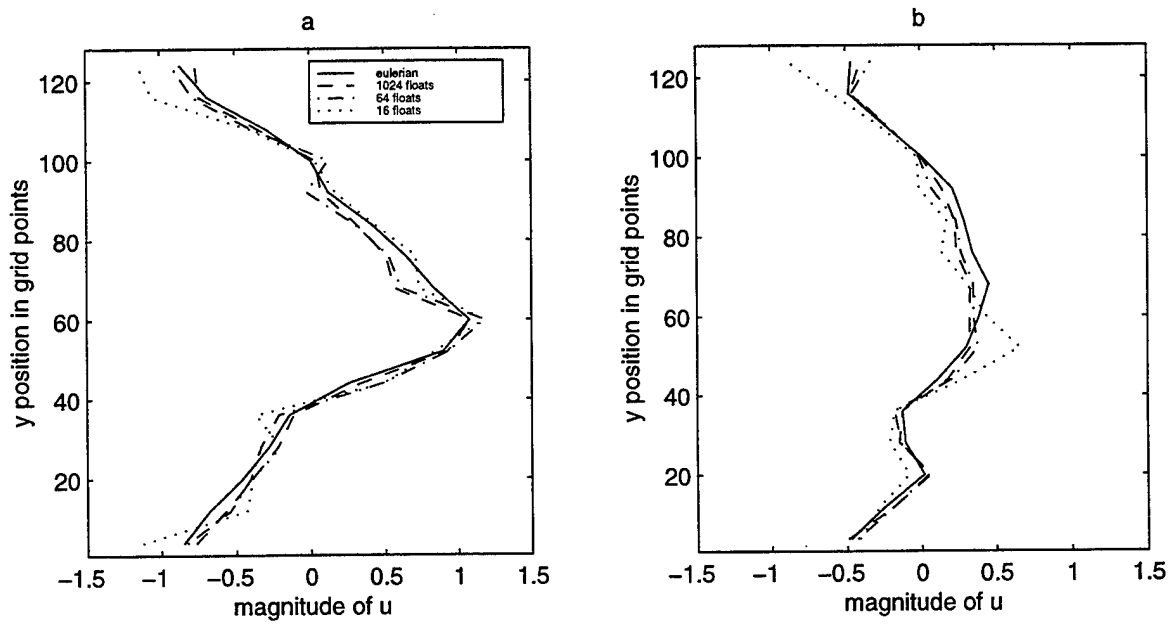 a
y position in grid points
120
100
80
60
40
20
eulerian
1024 floats
64 floats
16 floats
−1.5 −1 −0.5 0 0.5 1 1.5
magnitude of u
b
y position in grid points
120
100
80
60
40
20
−1.5 −1 −0.5 0 0.5 1 1.5
magnitude of u